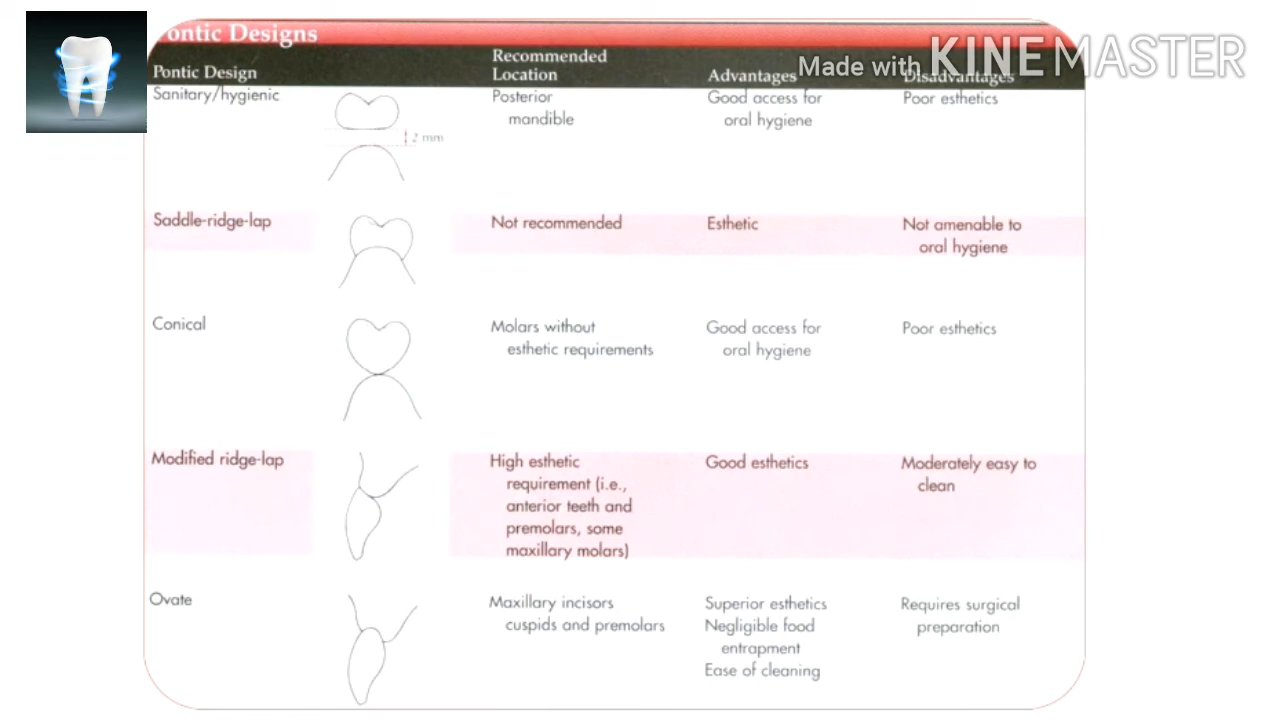 Pontic Designs
Made with KINEMASTER
Pontic Design
Recommended
Location
Advantages
Disadvantages
Sanitary/hygienic
2 mm
Posterior
mandible
Good access for
oral hygiene
Poor esthetics
Saddle-ridge-lap
Not recommended
Esthetic
Not amenable to
oral hygiene
Conical
Molars without
esthetic requirements
Good access for
oral hygiene
Poor esthetics
Modified ridge-lap
High esthetic
requirement (i.e.,
anterior teeth and
premolars, some
maxillary molars)
Good esthetics
Moderately easy to
clean
Ovate
Maxillary incisors
cuspids and premolars
Superior esthetics
Negligible food
entrapment
Ease of cleaning
Requires surgical
preparation